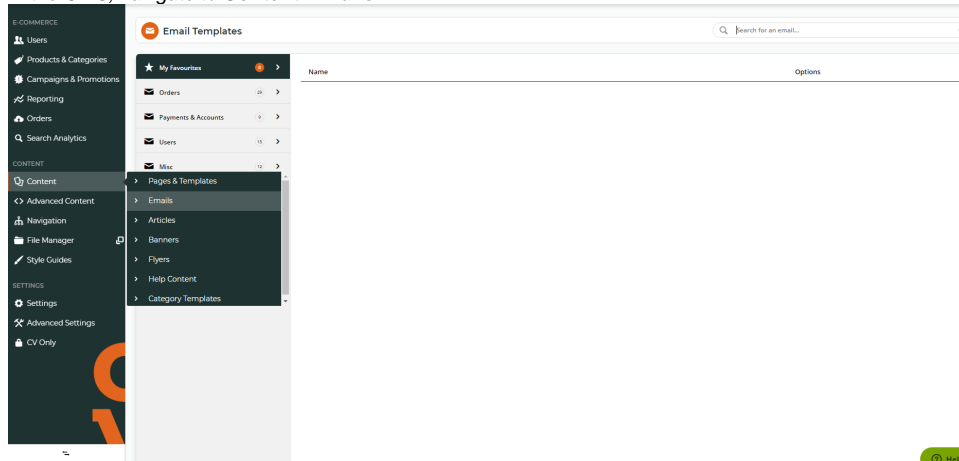 E-COMMERCE
Users
Products & Categories
Campaigns & Promotions
Reporting
Orders
Search Analytics
CONTENT
Content
Advanced Content
Navigation
File Manager
Style Guides
SETTINGS
Settings
Advanced Settings
CV Only
Email Templates
Search for an email...
My Favourites
Orders
Payments & Accounts
Users
Misc
Pages & Templates
Emails
Articles
Banners
Flyers
Help Content
Category Templates
Name Options